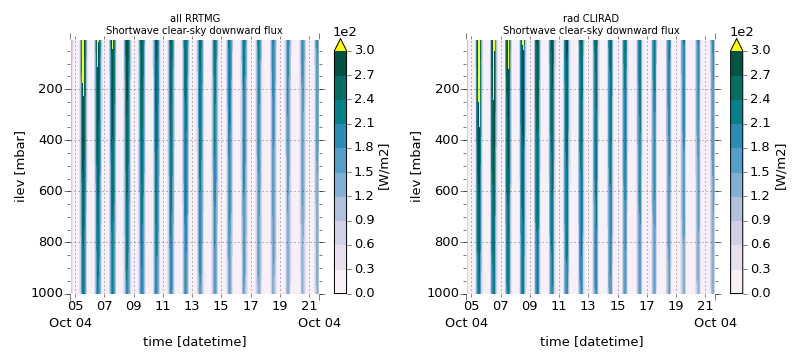 all RRTMG
Shortwave clear-sky downward flux
ilev [mbar]
200
400
600
800
1000
05 07 09 11 13 15 17 19 21
Oct 04 Oct 04
time [datetime]
1e2
3.0
2.7
2.4
2.1
1.8
1.5
1.2
0.9
0.6
0.3
0.0
[W/m2]
rad CLIRAD
Shortwave clear-sky downward flux
ilev [mbar]
200
400
600
800
1000
05 07 09 11 13 15 17 19 21
Oct 04 Oct 04
time [datetime]
1e2
3.0
2.7
2.4
2.1
1.8
1.5
1.2
0.9
0.6
0.3
0.0
[W/m2]